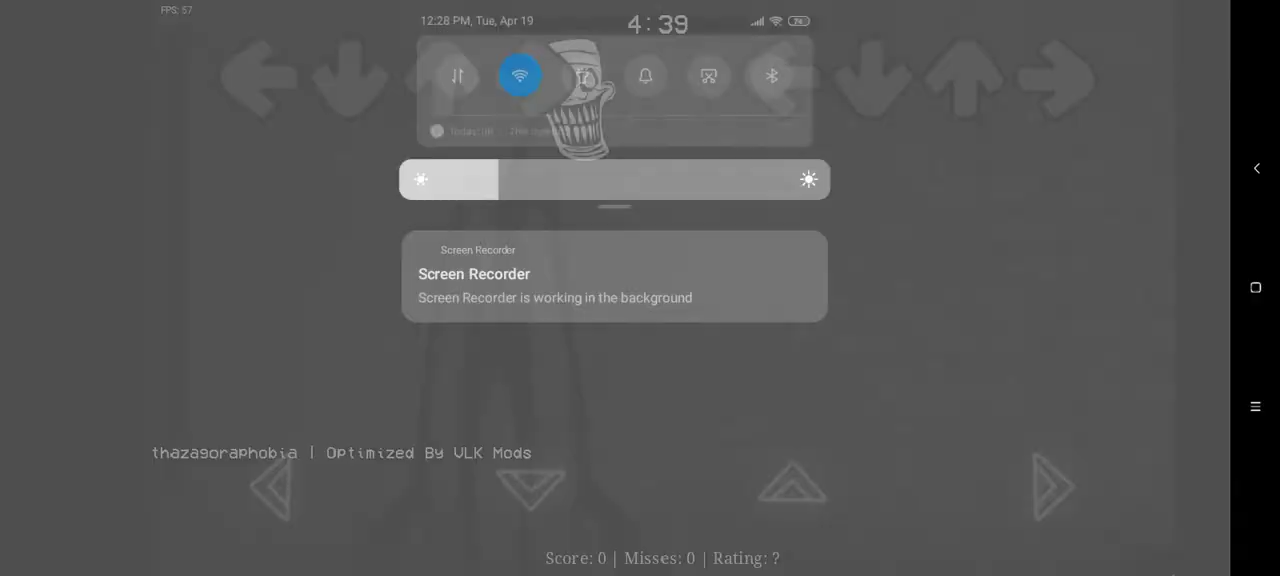 FPS: 57
12:28 PM, Tue, Apr 19
4:39
74
Screen Recorder
Screen Recorder
Screen Recorder is working in the background
thazagoraphobia | Optimized By VLK Mods
Score: 0 | Misses: 0 | Rating: ?